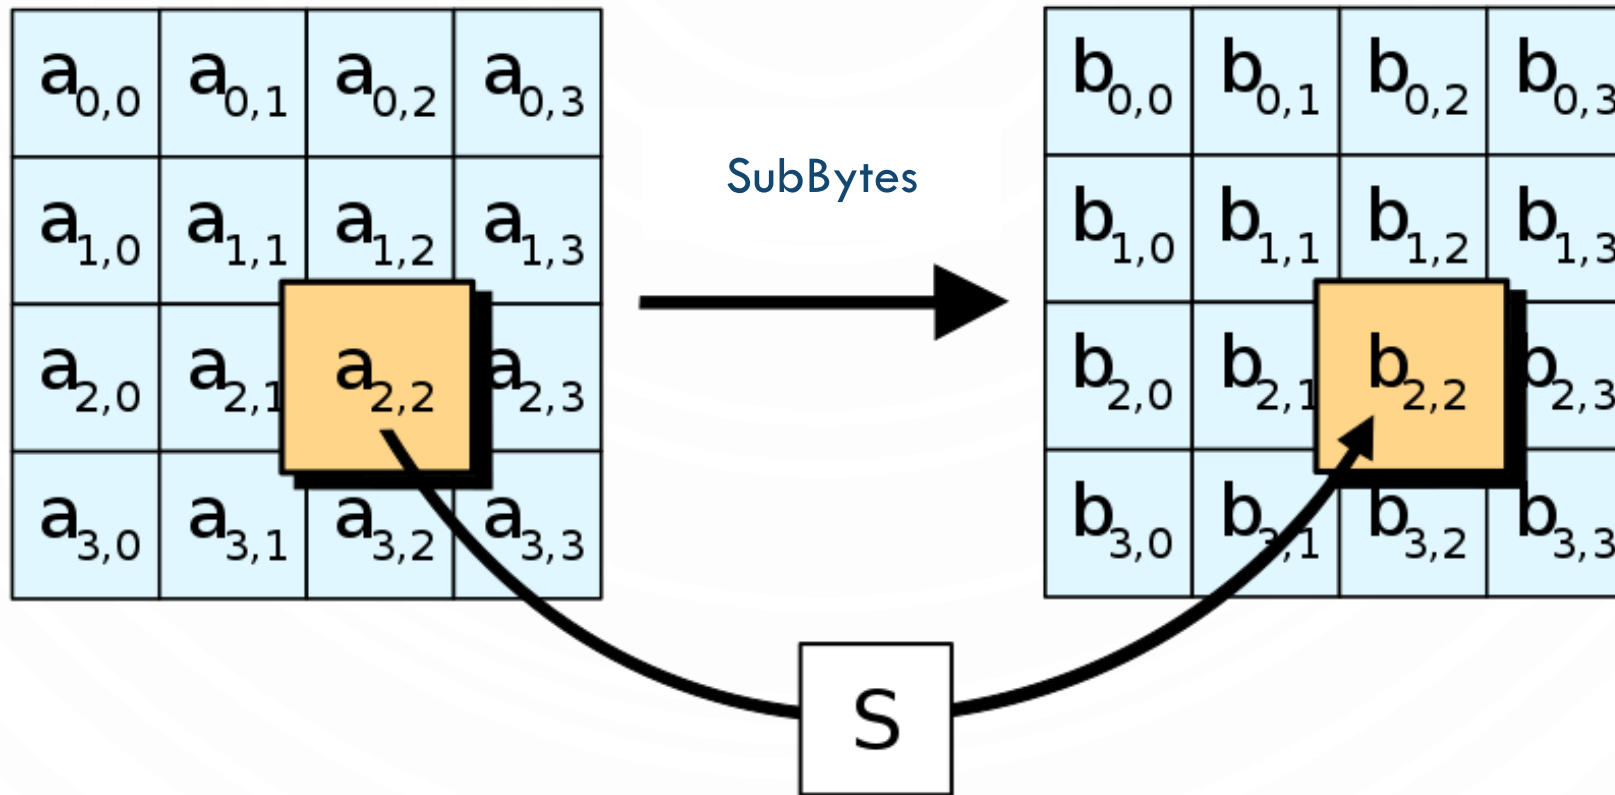 a0,0 a0,1 a0,2 a0,3
b0,0 b0,1 b0,2 b0,3
SubBytes
a1,0 a1,1 a1,2 a1,3
b1,0 b1,1 b1,2 b1,3
a2,0 a2,1 a2,2 a2,3
b2,0 b2,1 b2,2 b2,3
a3,0 a3,1 a3,2 a3,3
b3,0 b3,1 b3,2 b3,3
S